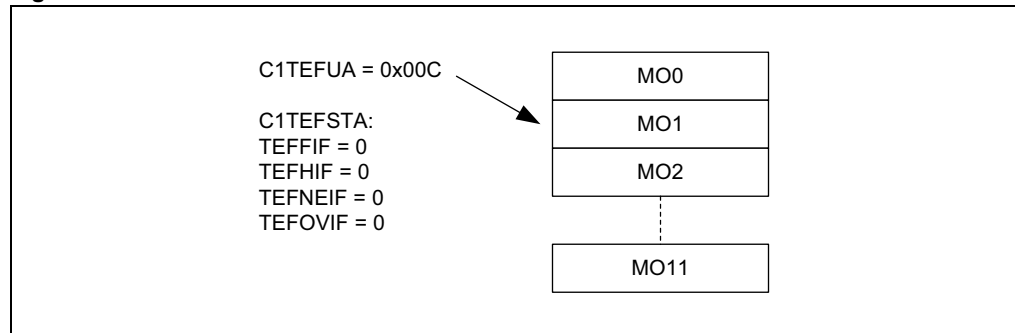 C1TEFUA = 0x00C
C1TEFSTA:
TEFFIF = 0
TEFHIF = 0
TEFNEIF = 0
TEFOVIF = 0
MO0
MO1
MO2
MO11